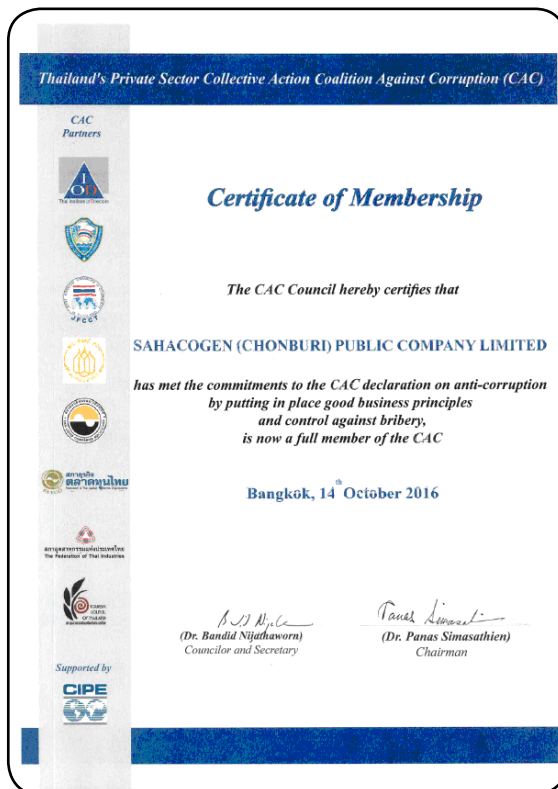 Thailand's Private Sector Collective Action Coalition Against Corruption (CAC)
CAC
Partners
IOD
JFCCT
สภาธุรกิจ
ตลาดทุนไทย
สภาอุตสาหกรรมแห่งประเทศไทย
The Federation of Thai Industries
TOURISM
COUNCIL
OF THAILAND
Supported by
CIPE
Certificate of Membership
The CAC Council hereby certifies that
SAHACOGEN (CHONBURI) PUBLIC COMPANY LIMITED
has met the commitments to the CAC declaration on anti-corruption
by putting in place good business principles
and control against bribery,
is now a full member of the CAC
Bangkok, 14th October 2016
(Dr. Bandid Nijathaworn)
Councilor and Secretary
(Dr. Panas Simasathien)
Chairman